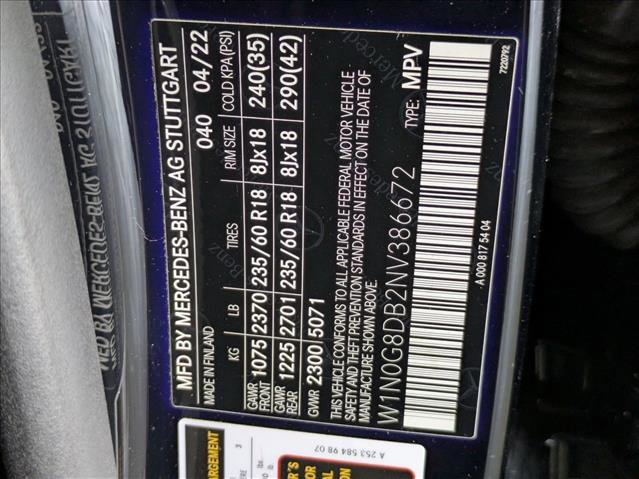 MFD BY MERCEDES-BENZ AG STUTTGART
MADE IN FINLAND 040 04/22
KG LB TIRES RIM SIZE COLD KPA (PSI)
GAWR FRONT 1075 2370 235/60 R18 8Jx18 240(35)
GAWR REAR 1225 2701 235/60 R18 8Jx18 290(42)
GVWR 2300 5071
THIS VEHICLE CONFORMS TO ALL APPLICABLE FEDERAL MOTOR VEHICLE
SAFETY AND THEFT PREVENTION STANDARDS IN EFFECT ON THE DATE OF
MANUFACTURE SHOWN ABOVE.
W1N0G8DB2NV386672 TYPE: MPV
A 000 817 54 04 7220792
A 253 584 98 07